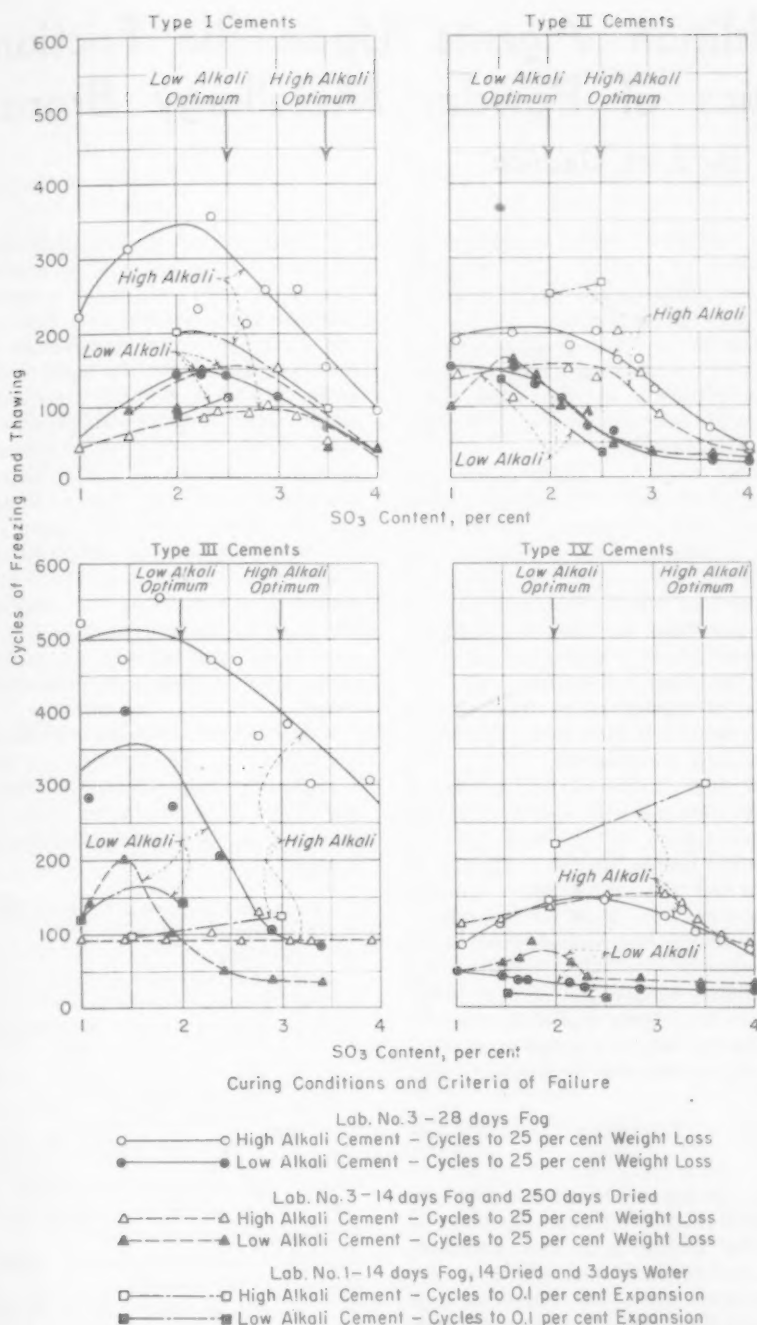 Type I Cements
Type II Cements
600
500
400
300
200
100
0
Low Alkali
Optimum
High Alkali
Optimum
High Alkali
Low Alkali
Low Alkali
Optimum
High Alkali
Optimum
High Alkali
Low Alkali
1 2 3 4
1 2 3 4
SO₃ Content, per cent
Cycles of Freezing and Thawing
Type III Cements
Type IV Cements
600
500
400
300
200
100
0
Low Alkali
Optimum
High Alkali
Optimum
Low Alkali
High Alkali
Low Alkali
Optimum
High Alkali
Optimum
High Alkali
Low Alkali
1 2 3 4
1 2 3 4
SO₃ Content, per cent
Curing Conditions and Criteria of Failure
Lab. No. 3 - 28 days Fog
High Alkali Cement - Cycles to 25 per cent Weight Loss
Low Alkali Cement - Cycles to 25 per cent Weight Loss
Lab. No. 3 - 14 days Fog and 250 days Dried
High Alkali Cement - Cycles to 25 per cent Weight Loss
Low Alkali Cement - Cycles to 25 per cent Weight Loss
Lab. No. 1 - 14 days Fog, 14 Dried and 3 days Water
High Alkali Cement - Cycles to 0.1 per cent Expansion
Low Alkali Cement - Cycles to 0.1 per cent Expansion